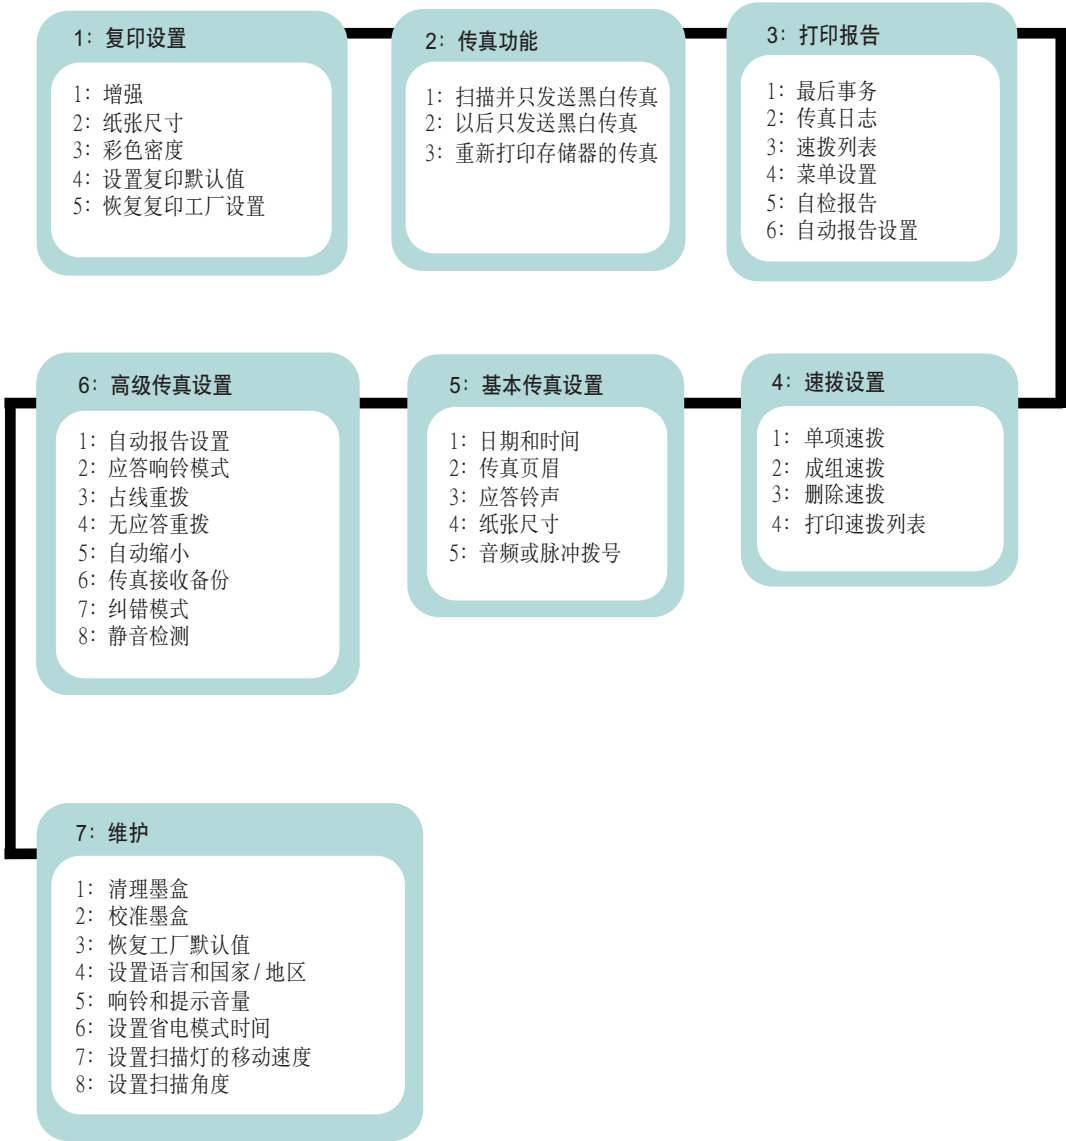 1：复印设置
1：增强
2：纸张尺寸
3：彩色密度
4：设置复印默认值
5：恢复复印工厂设置
2：传真功能
1：扫描并只发送黑白传真
2：以后只发送黑白传真
3：重新打印存储器的传真
3：打印报告
1：最后事务
2：传真日志
3：速拨列表
4：菜单设置
5：自检报告
6：自动报告设置
4：速拨设置
1：单项速拨
2：成组速拨
3：删除速拨
4：打印速拨列表
5：基本传真设置
1：日期和时间
2：传真页眉
3：应答铃声
4：纸张尺寸
5：音频或脉冲拨号
6：高级传真设置
1：自动报告设置
2：应答响铃模式
3：占线重拨
4：无应答重拨
5：自动缩小
6：传真接收备份
7：纠错模式
8：静音检测
7：维护
1：清理墨盒
2：校准墨盒
3：恢复工厂默认值
4：设置语言和国家/地区
5：响铃和提示音量
6：设置省电模式时间
7：设置扫描灯的移动速度
8：设置扫描角度